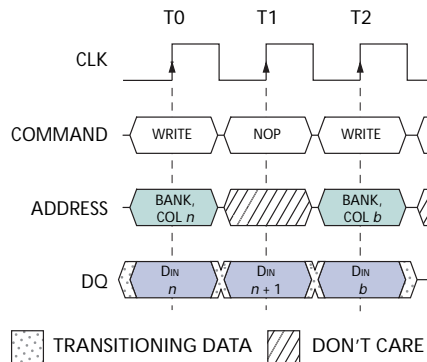 T0 T1 T2
CLK
COMMAND WRITE NOP WRITE
ADDRESS BANK, COL n BANK, COL b
DQ DIN n DIN n + 1 DIN b
TRANSITIONING DATA DON'T CARE